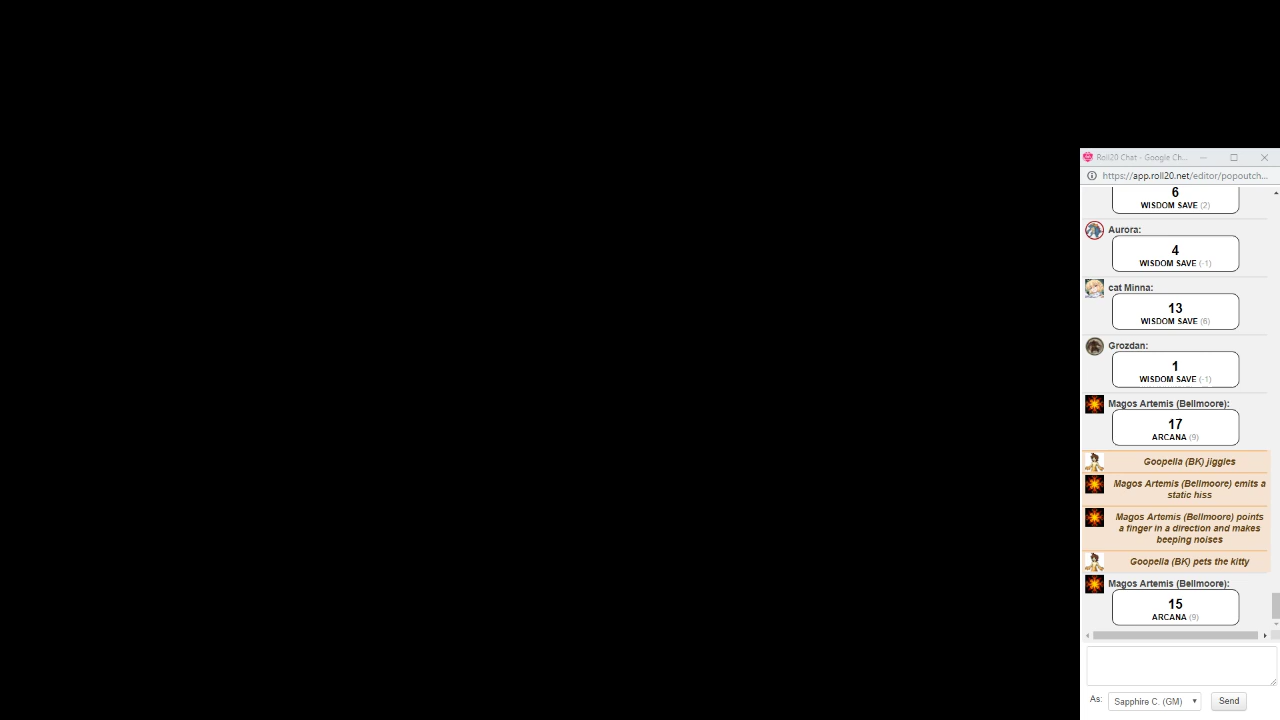 Roll20 Chat - Google Ch...
https://app.roll20.net/editor/popoutch...
6
WISDOM SAVE (2)
Aurora:
4
WISDOM SAVE (-1)
cat Minna:
13
WISDOM SAVE (6)
Grozdan:
1
WISDOM SAVE (-1)
Magos Artemis (Bellmoore):
17
ARCANA (9)
Goopella (BK) jiggles
Magos Artemis (Bellmoore) emits a
static hiss
Magos Artemis (Bellmoore) points
a finger in a direction and makes
beeping noises
Goopella (BK) pets the kitty
Magos Artemis (Bellmoore):
15
ARCANA (9)
As: Sapphire C. (GM) Send